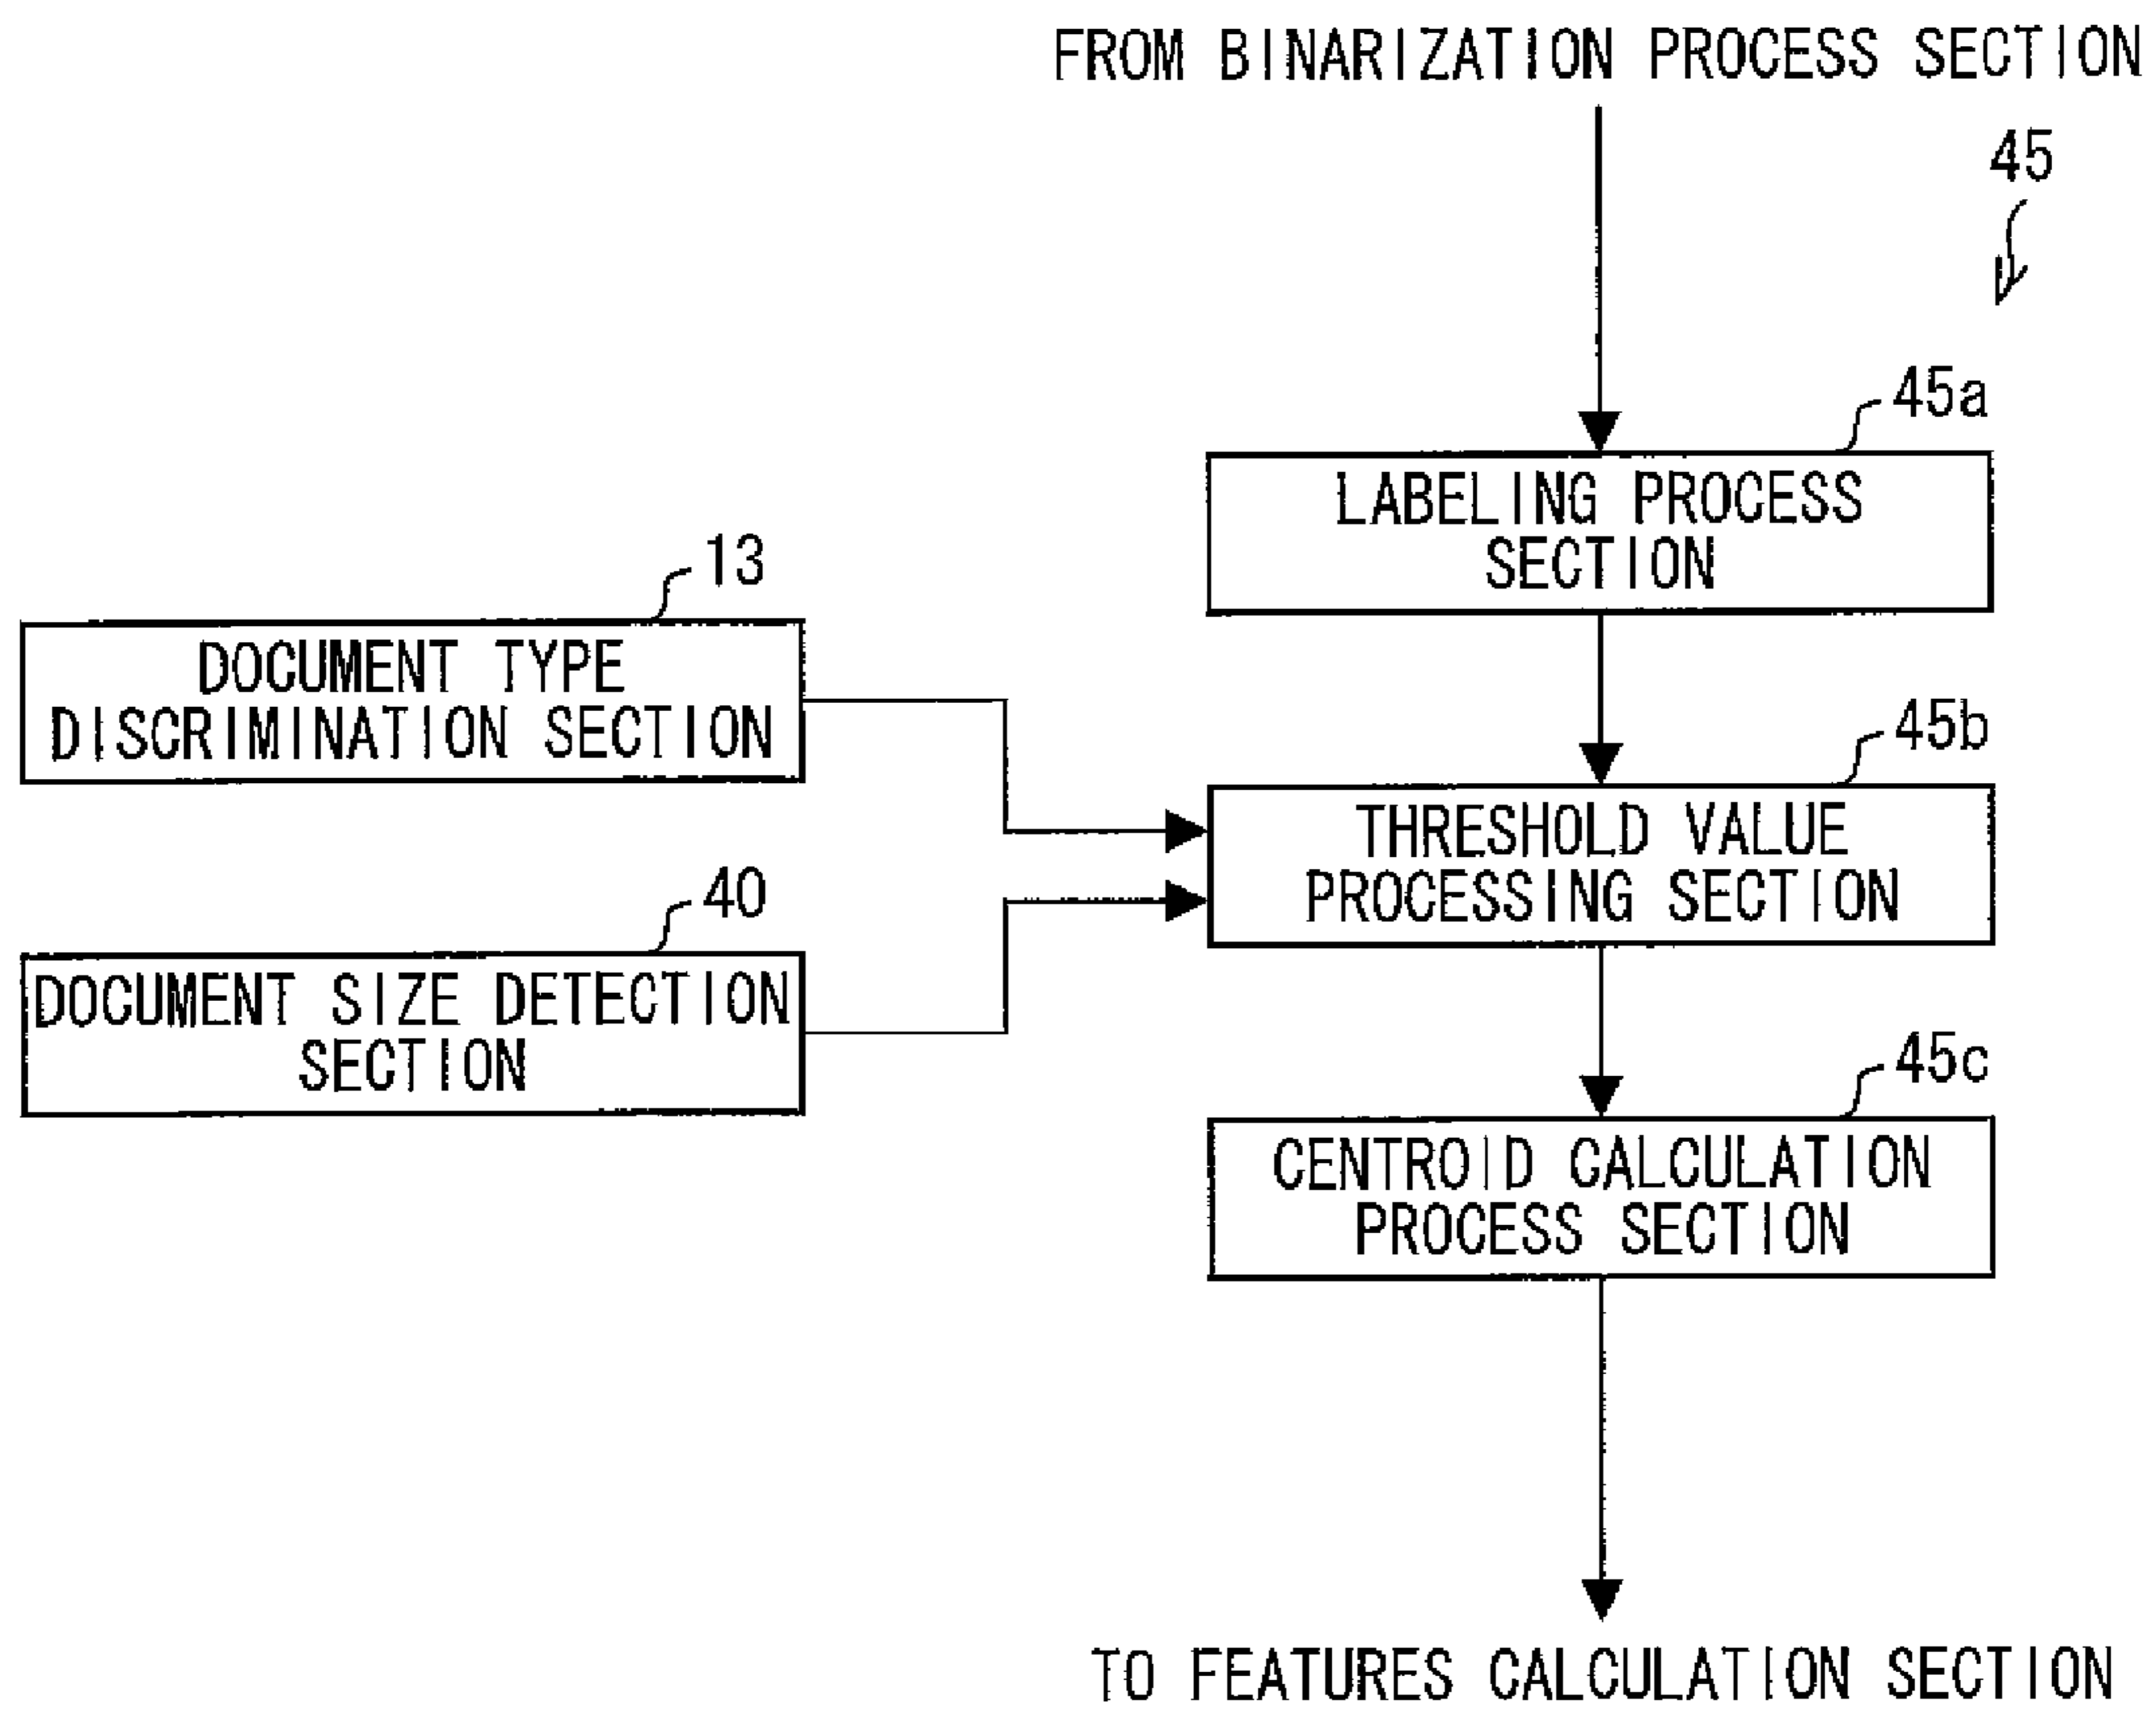 FROM BINARIZATION PROCESS SECTION
45
45a
LABELING PROCESS
SECTION
13
DOCUMENT TYPE
DISCRIMINATION SECTION
45b
THRESHOLD VALUE
PROCESSING SECTION
40
DOCUMENT SIZE DETECTION
SECTION
45c
CENTROID CALCULATION
PROCESS SECTION
TO FEATURES CALCULATION SECTION